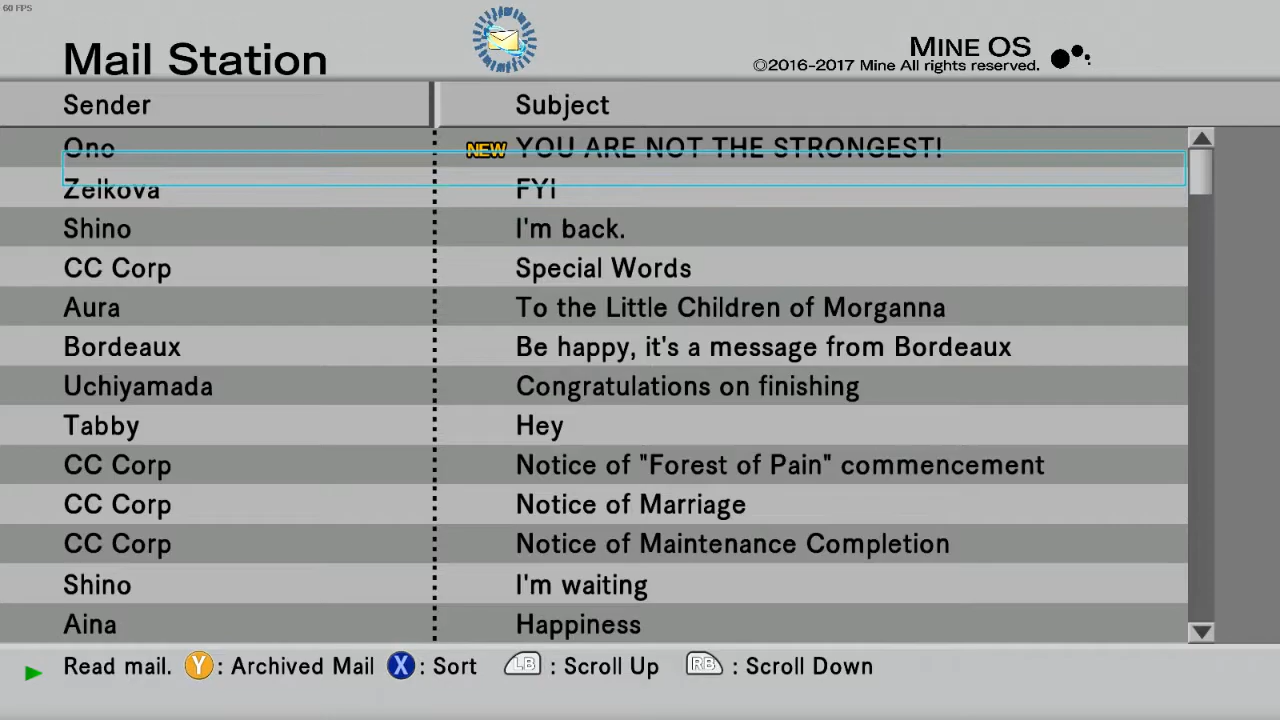 60 FPS
Mail Station
MINE OS
©2016-2017 Mine All rights reserved.
Sender Subject
Ono NEW YOU ARE NOT THE STRONGEST!
Zelkova FYI
Shino I'm back.
CC Corp Special Words
Aura To the Little Children of Morganna
Bordeaux Be happy, it's a message from Bordeaux
Uchiyamada Congratulations on finishing
Tabby Hey
CC Corp Notice of "Forest of Pain" commencement
CC Corp Notice of Marriage
CC Corp Notice of Maintenance Completion
Shino I'm waiting
Aina Happiness
Read mail. Y: Archived Mail X: Sort LB : Scroll Up RB : Scroll Down